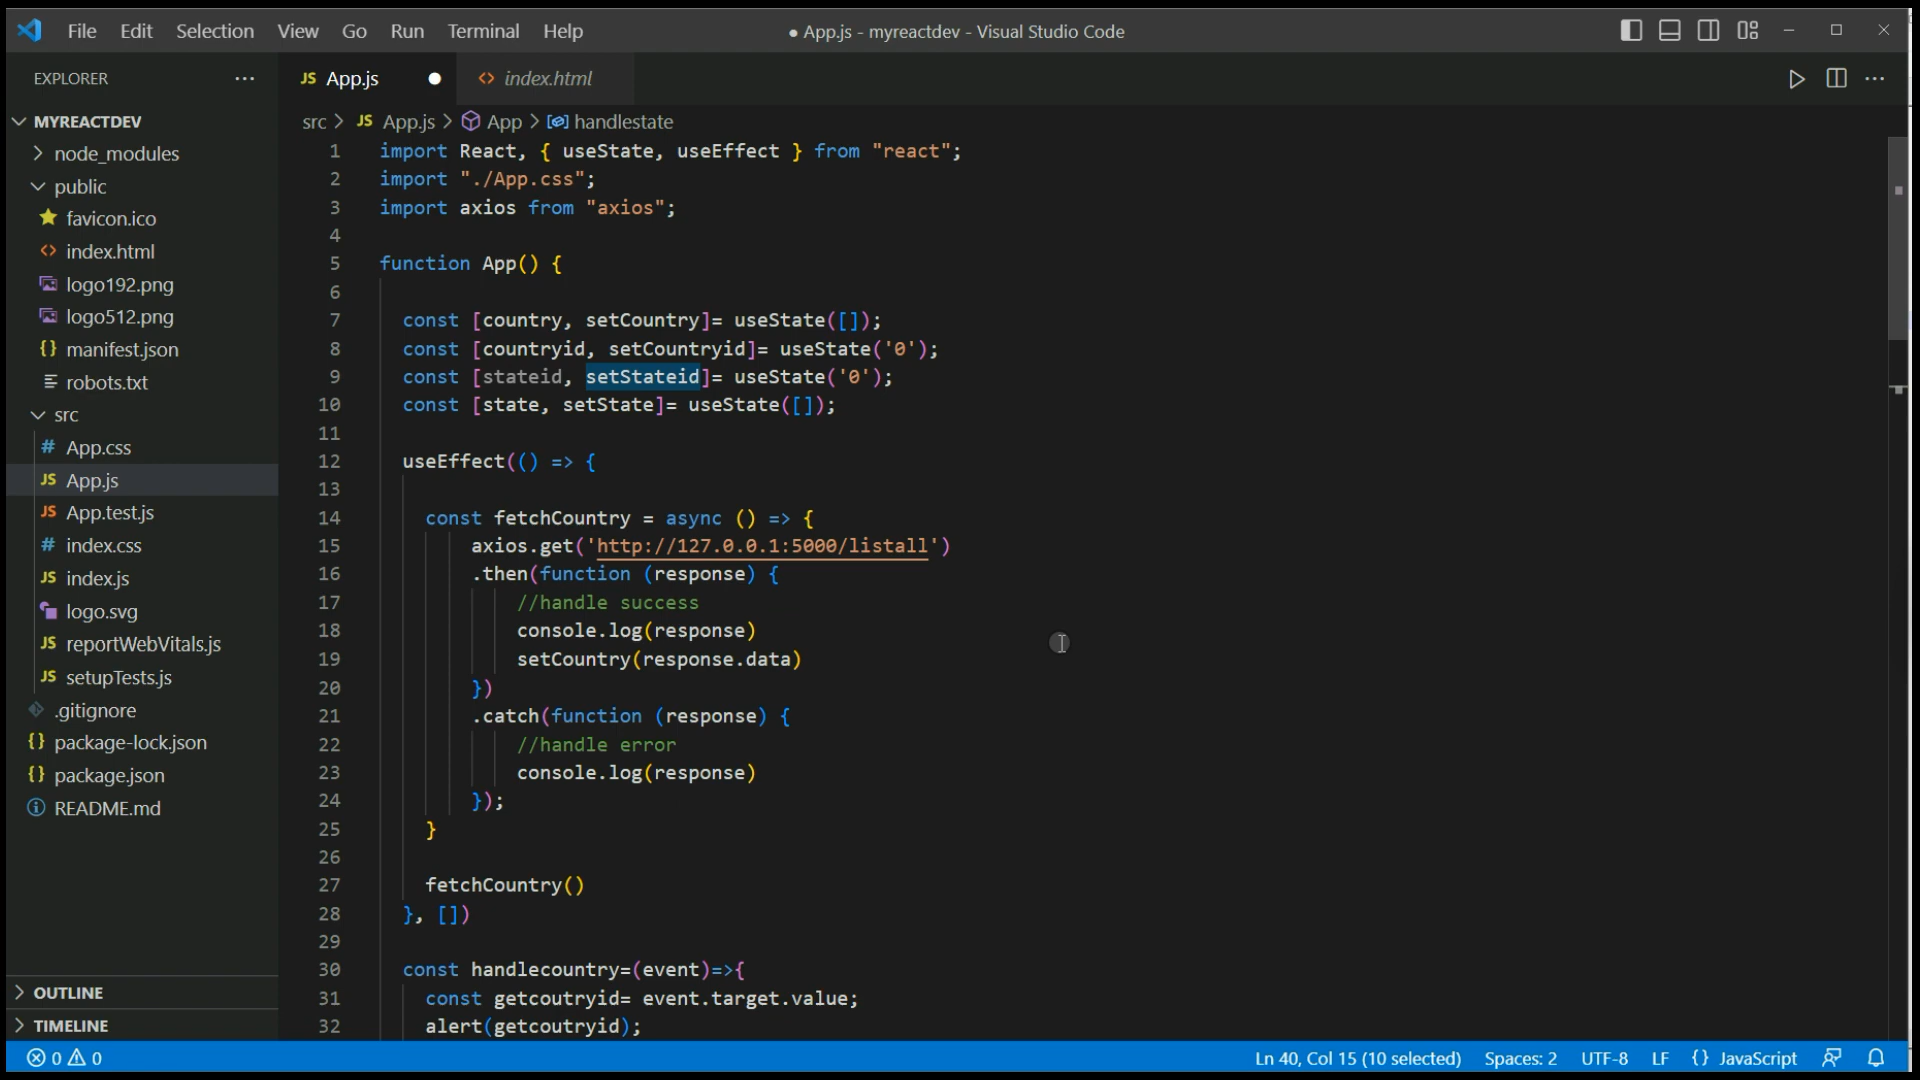 File Edit Selection View Go Run Terminal Help
● App.js - myreactdev - Visual Studio Code
EXPLORER ...
JS App.js ●
<> index.html
MYREACTDEV
src > JS App.js > App > handlestate
node_modules
public
favicon.ico
<> index.html
logo192.png
logo512.png
{} manifest.json
robots.txt
src
# App.css
JS App.js
JS App.test.js
# index.css
JS index.js
logo.svg
JS reportWebVitals.js
JS setupTests.js
.gitignore
{} package-lock.json
{} package.json
README.md
OUTLINE
TIMELINE
1 import React, { useState, useEffect } from "react";
2 import "./App.css";
3 import axios from "axios";
4
5 function App() {
6
7 const [country, setCountry]= useState([]);
8 const [countryid, setCountryid]= useState('0');
9 const [stateid, setStateid]= useState('0');
10 const [state, setState]= useState([]);
11
12 useEffect(() => {
13
14 const fetchCountry = async () => {
15 axios.get('http://127.0.0.1:5000/listall')
16 .then(function (response) {
17 //handle success
18 console.log(response)
19 setCountry(response.data)
20 })
21 .catch(function (response) {
22 //handle error
23 console.log(response)
24 });
25 }
26
27 fetchCountry()
28 }, [])
29
30 const handlecountry=(event)=>{
31 const getcoutryid= event.target.value;
32 alert(getcoutryid);
0 0
Ln 40, Col 15 (10 selected) Spaces: 2 UTF-8 LF {} JavaScript